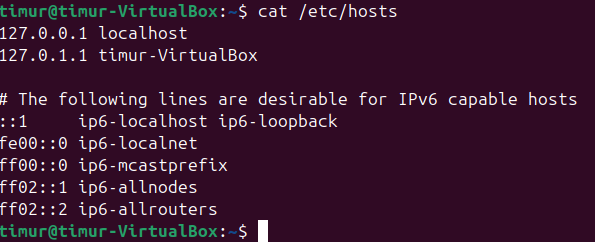 timur@timur-VirtualBox:~$ cat /etc/hosts
127.0.0.1 localhost
127.0.1.1 timur-VirtualBox
# The following lines are desirable for IPv6 capable hosts
::1     ip6-localhost ip6-loopback
fe00::0 ip6-localnet
ff00::0 ip6-mcastprefix
ff02::1 ip6-allnodes
ff02::2 ip6-allrouters
timur@timur-VirtualBox:~$